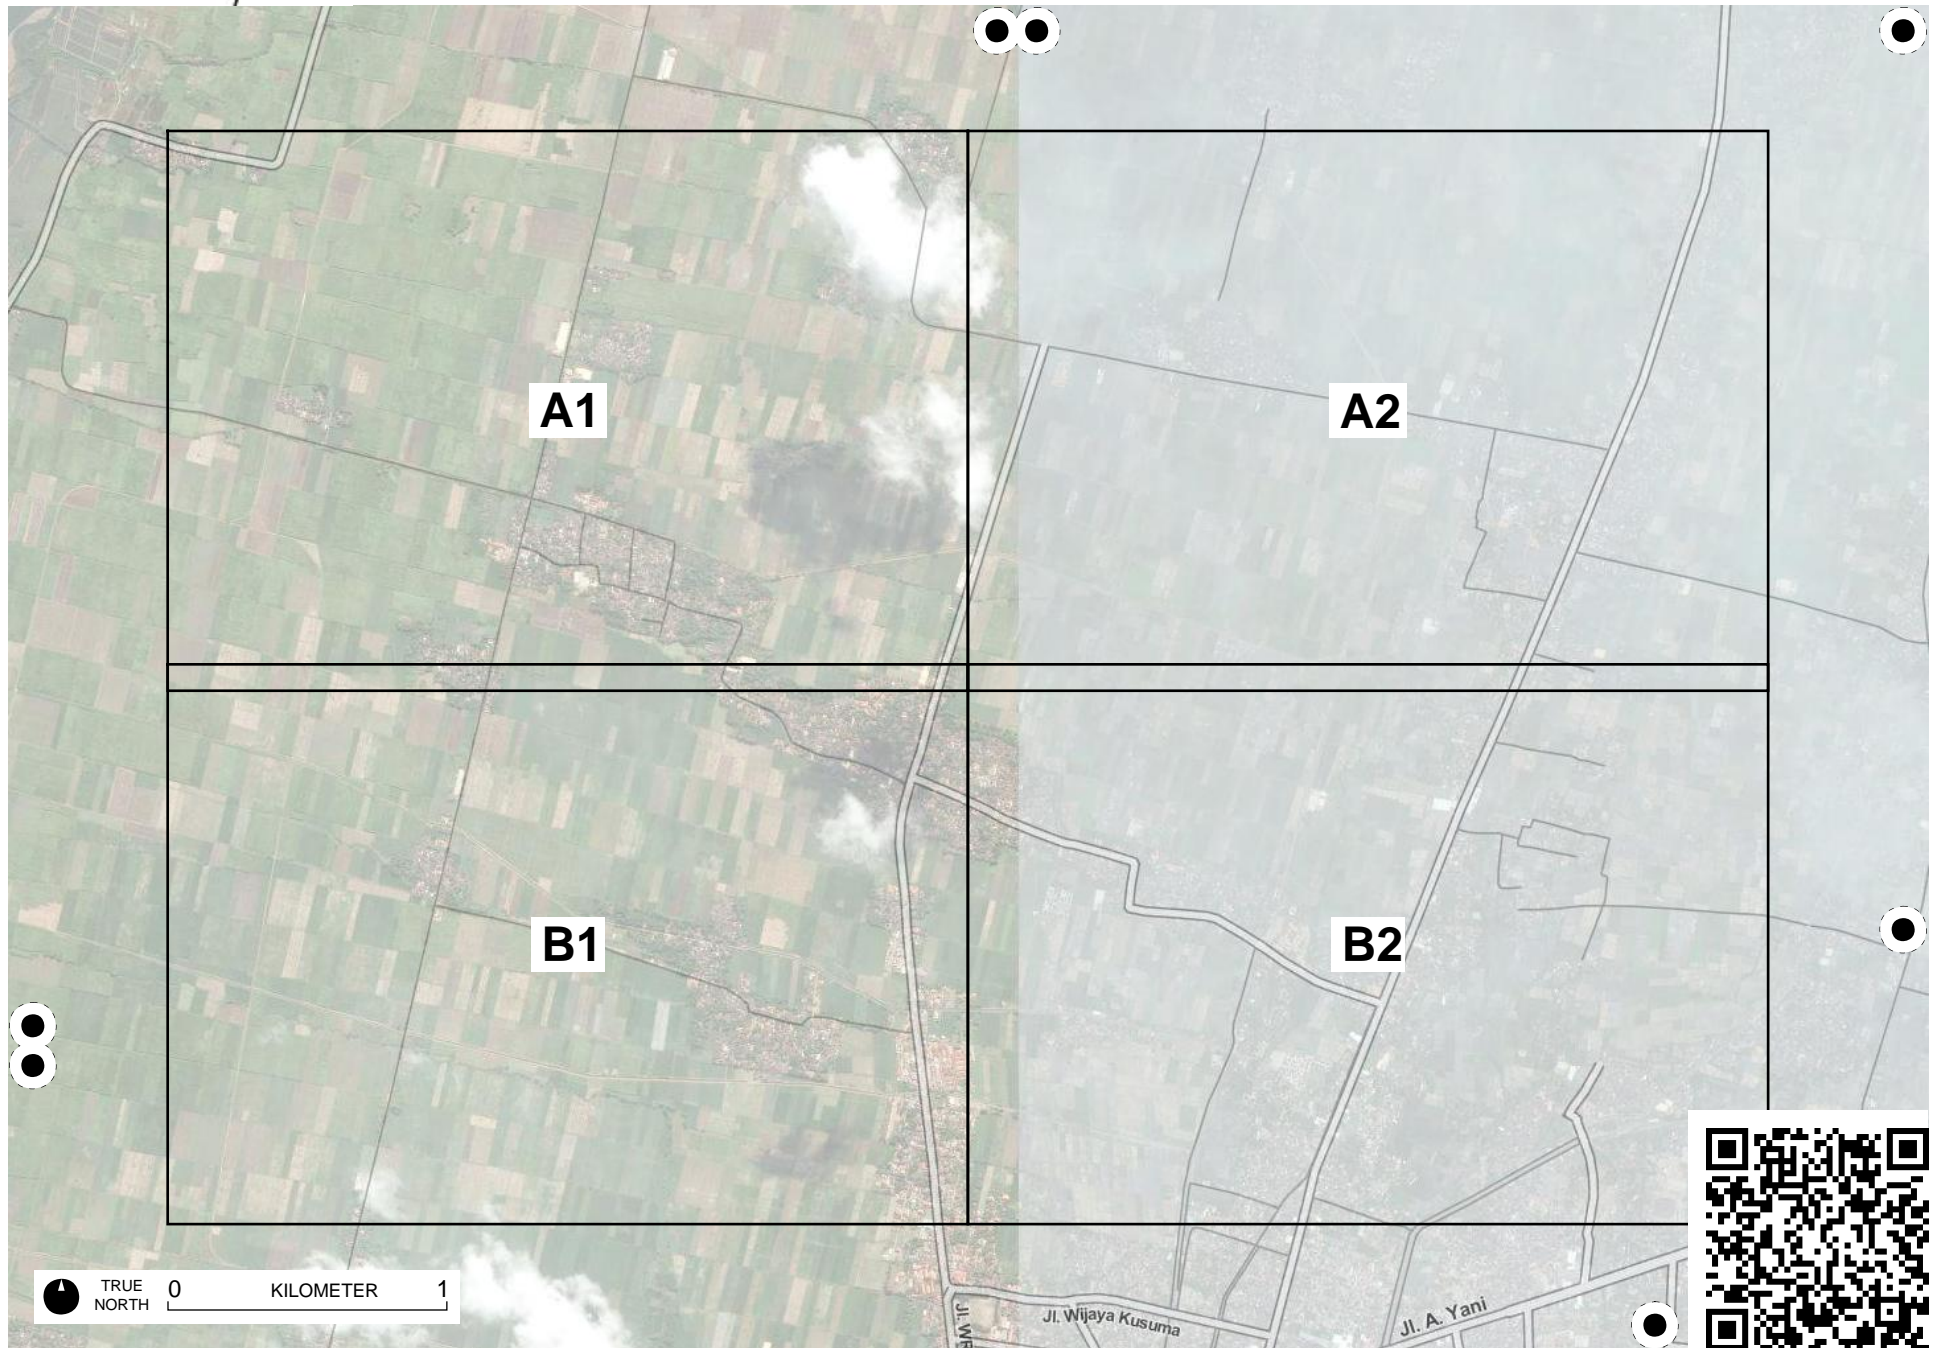 A1
A2
B1
B2
TRUE
NORTH
0
KILOMETER
1
Jl. Wijaya Kusuma
Jl. A. Yani